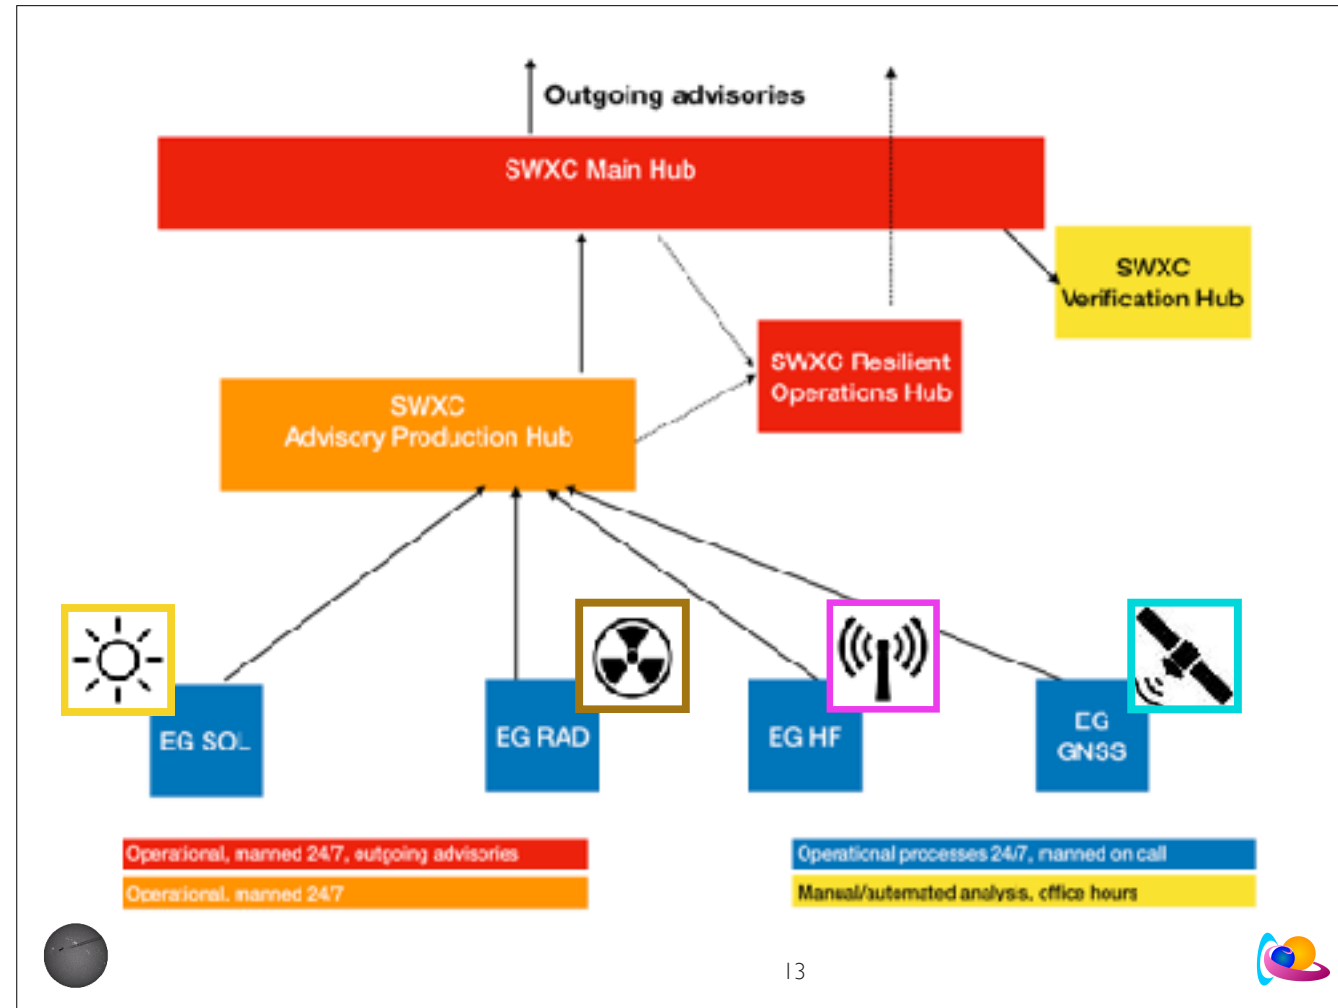 Outgoing advisories
SWXC Main Hub
SWXC
Verification Hub
SWXC Resilient
Operations Hub
SWXC
Advisory Production Hub
EG SOL
EG RAD
EG HF
EG
GNSS
Operational, manned 24/7, outgoing advisories
Operational, manned 24/7
Operational processes 24/7, manned on call
Manual/automated analysis, office hours
13